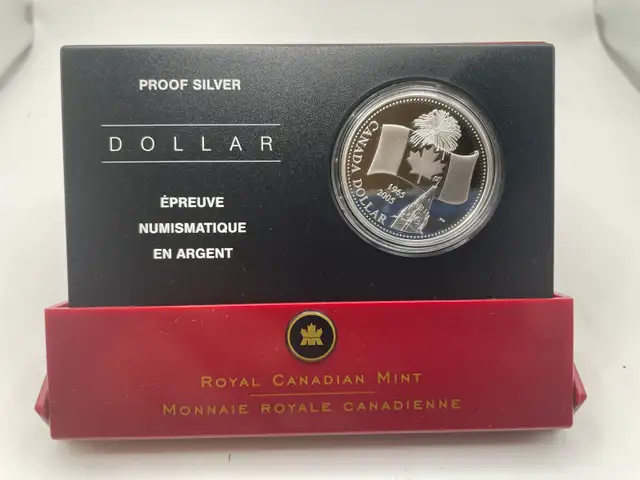 PROOF SILVER
DOLLAR
ÉPREUVE
NUMISMATIQUE
EN ARGENT
CANADA DOLLAR
1965
2005
ROYAL CANADIAN MINT
MONNAIE ROYALE CANADIENNE